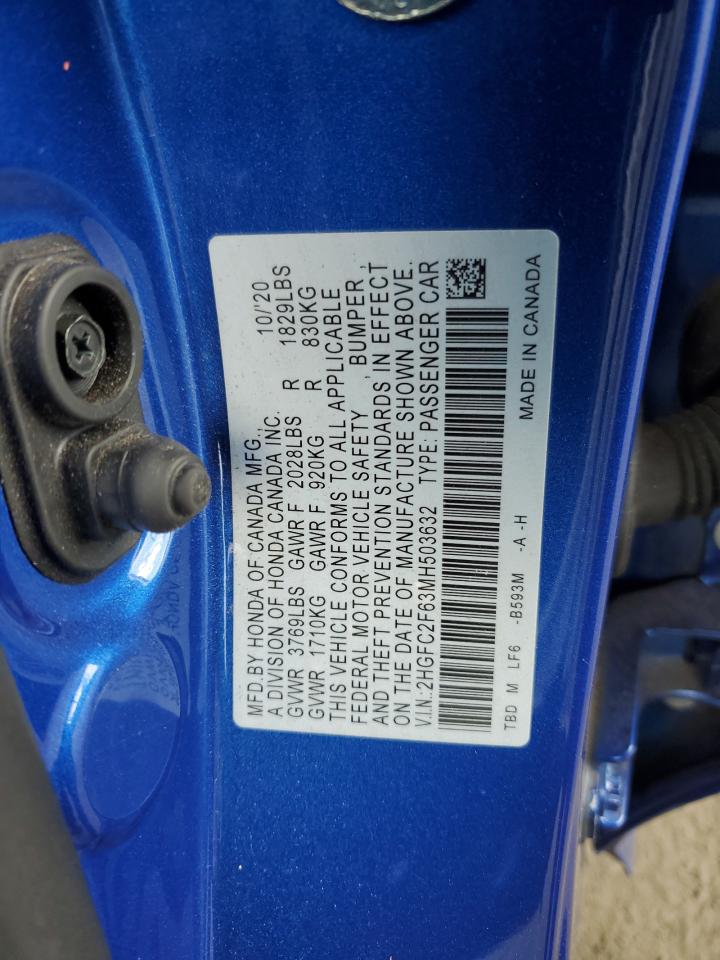 MFD.BY HONDA OF CANADA MFG., 10/'20
A DIVISION OF HONDA CANADA INC.
GVWR 3769LBS GAWR F 2028LBS R 1829LBS
GVWR 1710KG GAWR F 920KG R 830KG
THIS VEHICLE CONFORMS TO ALL APPLICABLE
FEDERAL MOTOR VEHICLE SAFETY , BUMPER ,
AND THEFT PREVENTION STANDARDS IN EFFECT
ON THE DATE OF MANUFACTURE SHOWN ABOVE.
V.I.N.:2HGFC2F63MH503632 TYPE: PASSENGER CAR
TBD M LF6 -B593M -A -H MADE IN CANADA